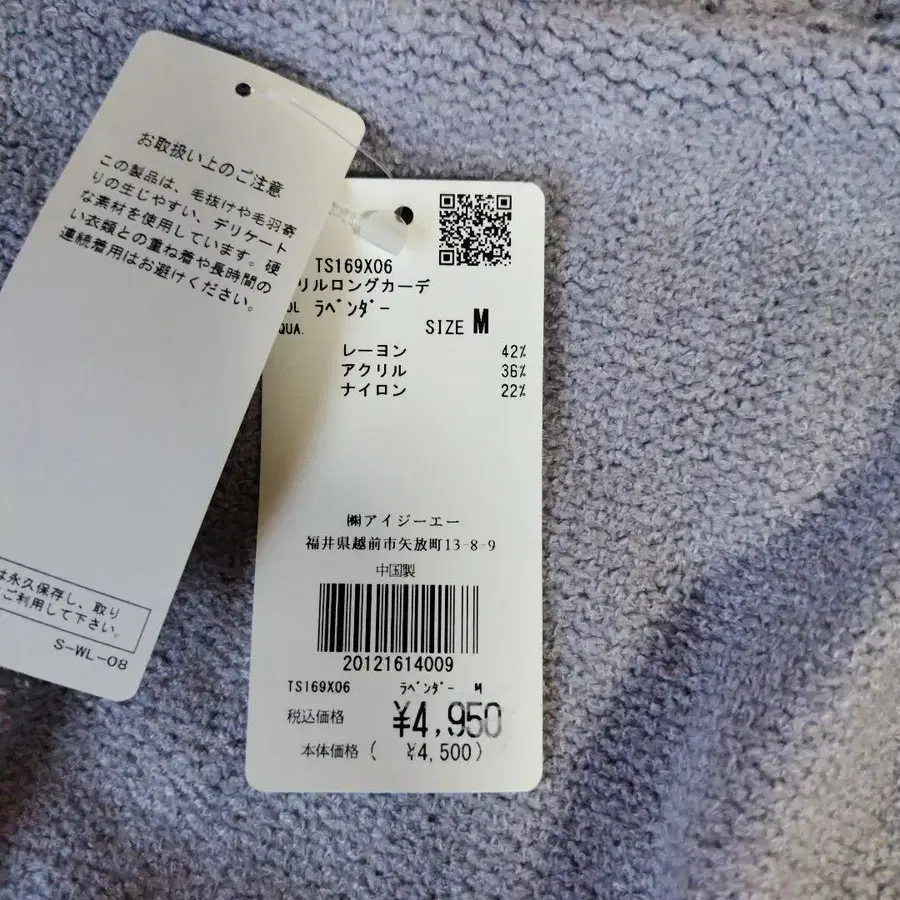 お取扱い上のご注意
この製品は、毛抜けや毛羽寄
りの生じやすい、デリケート
な素材を使用しています。硬
い衣類との重ね着や長時間の
連続着用はお避けください。
は永久保存し、取り
ご利用して下さい。
S-WL-08
TS169X06
リルロングカーデ
ラベンダー
QUA.
SIZE M
レーヨン 42%
アクリル 36%
ナイロン 22%
㈱アイジーエー
福井県越前市矢放町13-8-9
中国製
20121614009
TS169X06 ラベンダー M
税込価格 ¥4,950
本体価格 ( ¥4,500)